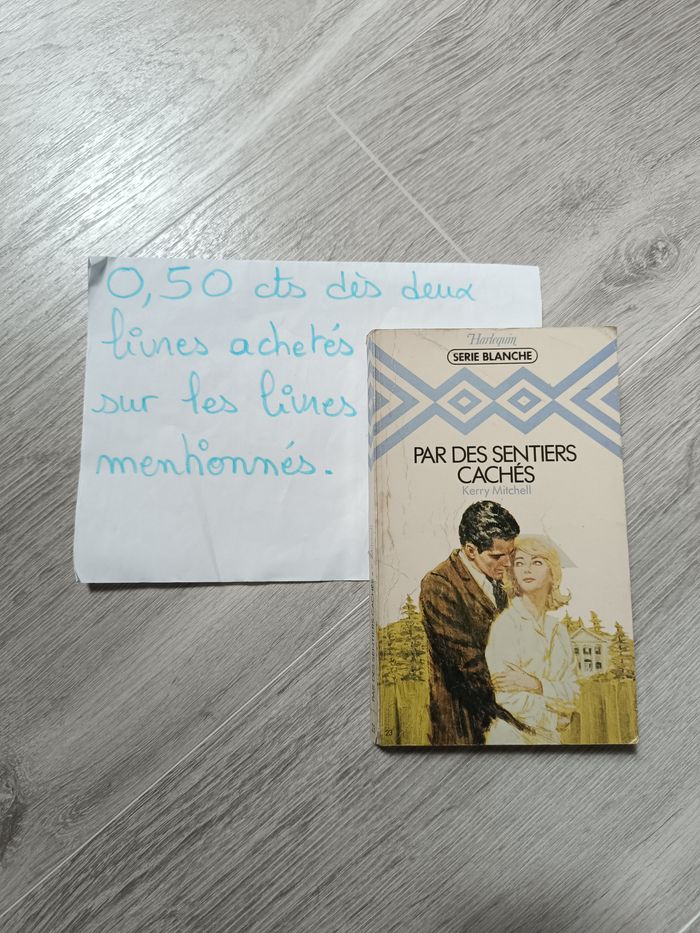 0,50 cts dès deux
livres achetés
sur les livres
mentionnés.
Harlequin
SERIE BLANCHE
PAR DES SENTIERS
CACHÉS
Kerry Mitchell
23